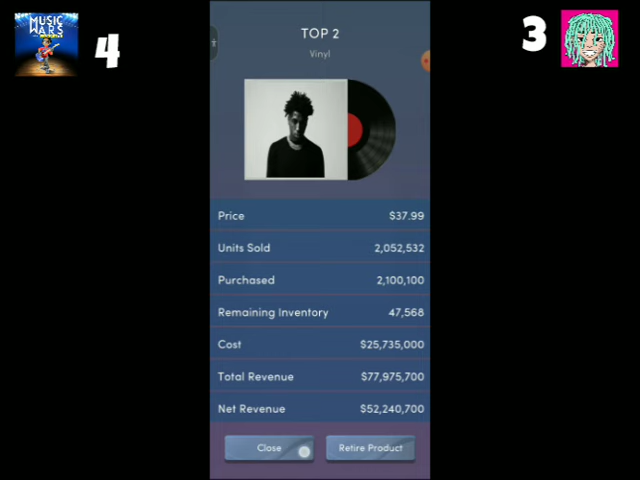 MUSIC
WARS
4
3
TOP 2
Vinyl
Price $37.99
Units Sold 2,052,532
Purchased 2,100,100
Remaining Inventory 47,568
Cost $25,735,000
Total Revenue $77,975,700
Net Revenue $52,240,700
Close Retire Product